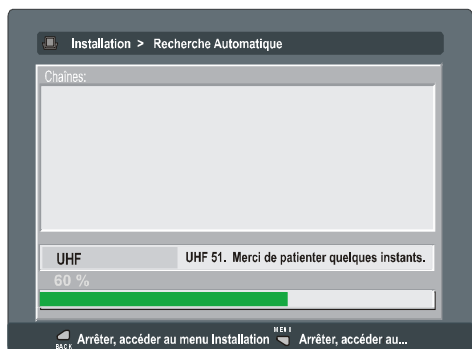 Installation > Recherche Automatique
Chaînes:
UHF
UHF 51. Merci de patienter quelques instants.
60 %
BACK Arrêter, accéder au menu Installation MENU Arrêter, accéder au...